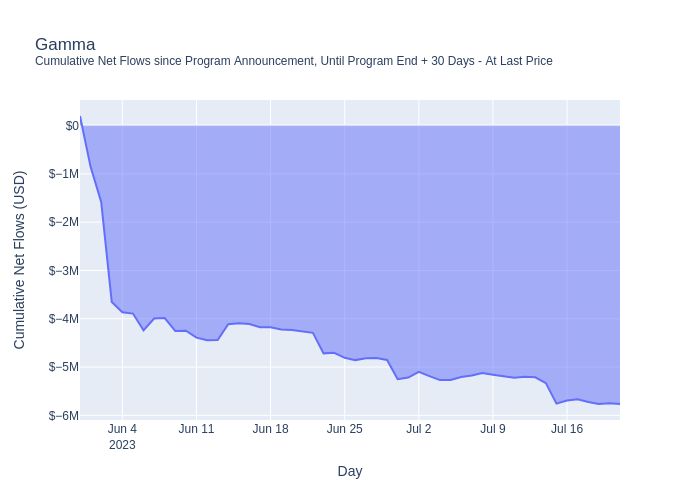 Gamma
Cumulative Net Flows since Program Announcement, Until Program End + 30 Days - At Last Price
Cumulative Net Flows (USD)
$0
$−1M
$−2M
$−3M
$−4M
$−5M
$−6M
Jun 4
2023
Jun 11
Jun 18
Jun 25
Jul 2
Jul 9
Jul 16
Day